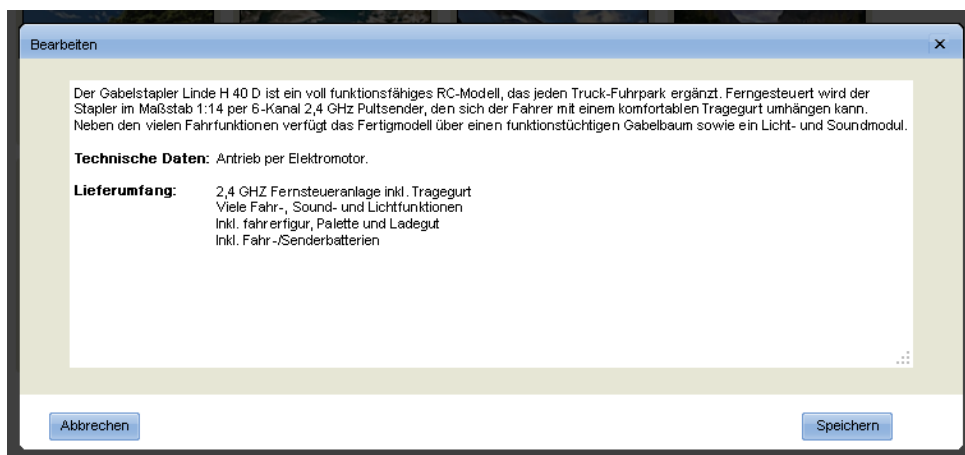 Bearbeiten
Der Gabelstapler Linde H 40 D ist ein voll funktionsfähiges RC-Modell, das jeden Truck-Fuhrpark ergänzt. Ferngesteuert wird der
Stapler im Maßstab 1:14 per 6-Kanal 2,4 GHz Pultsender, den sich der Fahrer mit einem komfortablen Tragegurt umhängen kann.
Neben den vielen Fahrfunktionen verfügt das Fertigmodell über einen funktionstüchtigen Gabelbaum sowie ein Licht- und Soundmodul.
Technische Daten: Antrieb per Elektromotor.
Lieferumfang: 2,4 GHZ Fernsteueranlage inkl. Tragegurt
Viele Fahr-, Sound- und Lichtfunktionen
Inkl. fahrerfigur, Palette und Ladegut
Inkl. Fahr-/Senderbatterien
Abbrechen Speichern